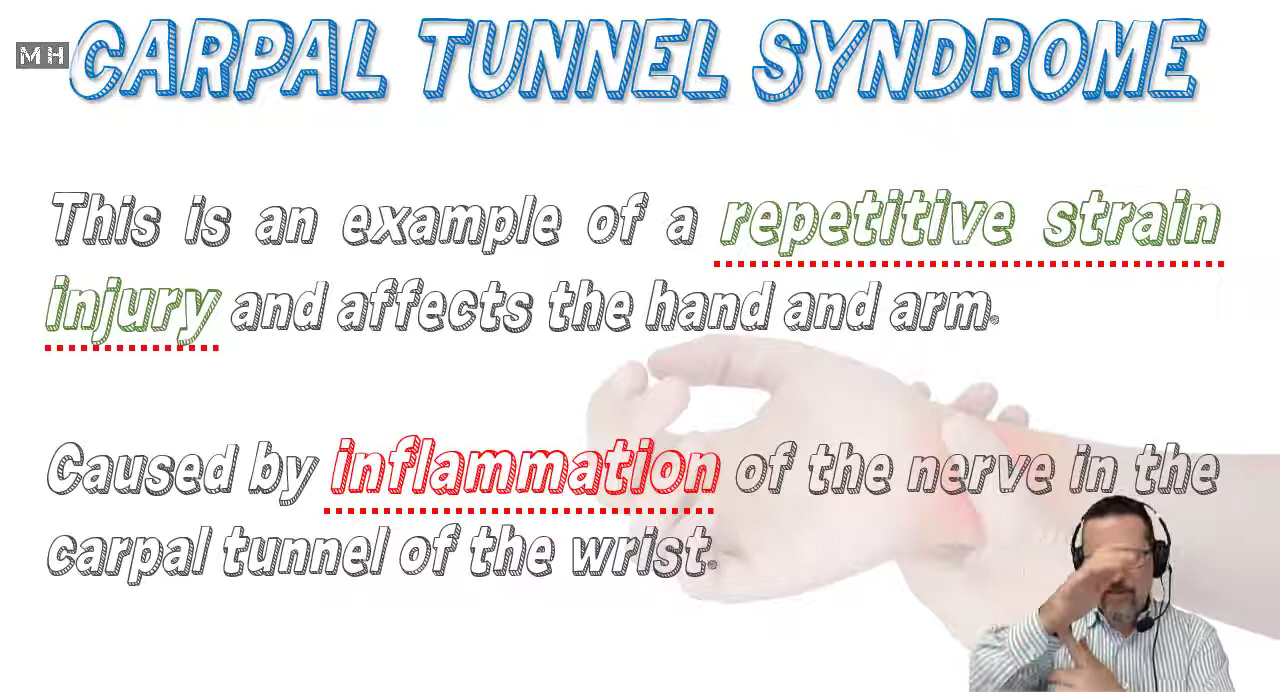 MH
CARPAL TUNNEL SYNDROME
This is an example of a repetitive strain
injury and affects the hand and arm.
Caused by inflammation of the nerve in the
carpal tunnel of the wrist.